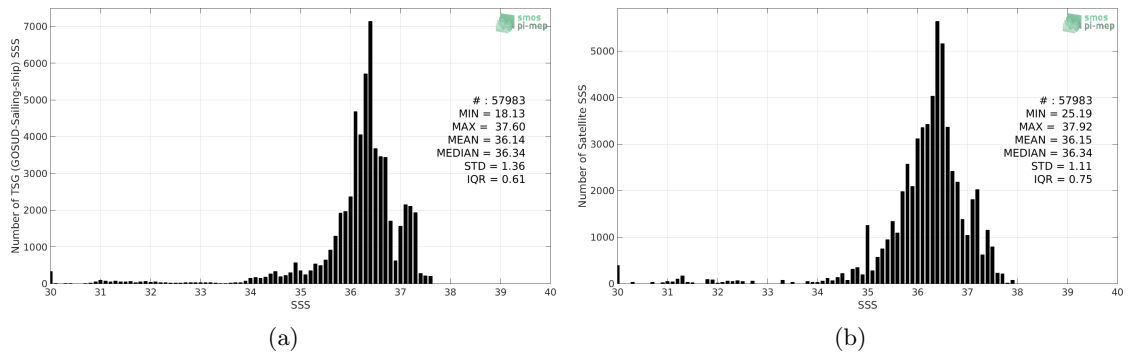 smos
pi-mep
Number of TSG (GOSUD-Sailing-ship) SSS
7000
6000
5000
4000
3000
2000
1000
0
# : 57983
MIN = 18.13
MAX = 37.60
MEAN = 36.14
MEDIAN = 36.34
STD = 1.36
IQR = 0.61
30 31 32 33 34 35 36 37 38 39 40
SSS
(a)
smos
pi-mep
Number of Satellite SSS
5000
4000
3000
2000
1000
0
# : 57983
MIN = 25.19
MAX = 37.92
MEAN = 36.15
MEDIAN = 36.34
STD = 1.11
IQR = 0.75
30 31 32 33 34 35 36 37 38 39 40
SSS
(b)